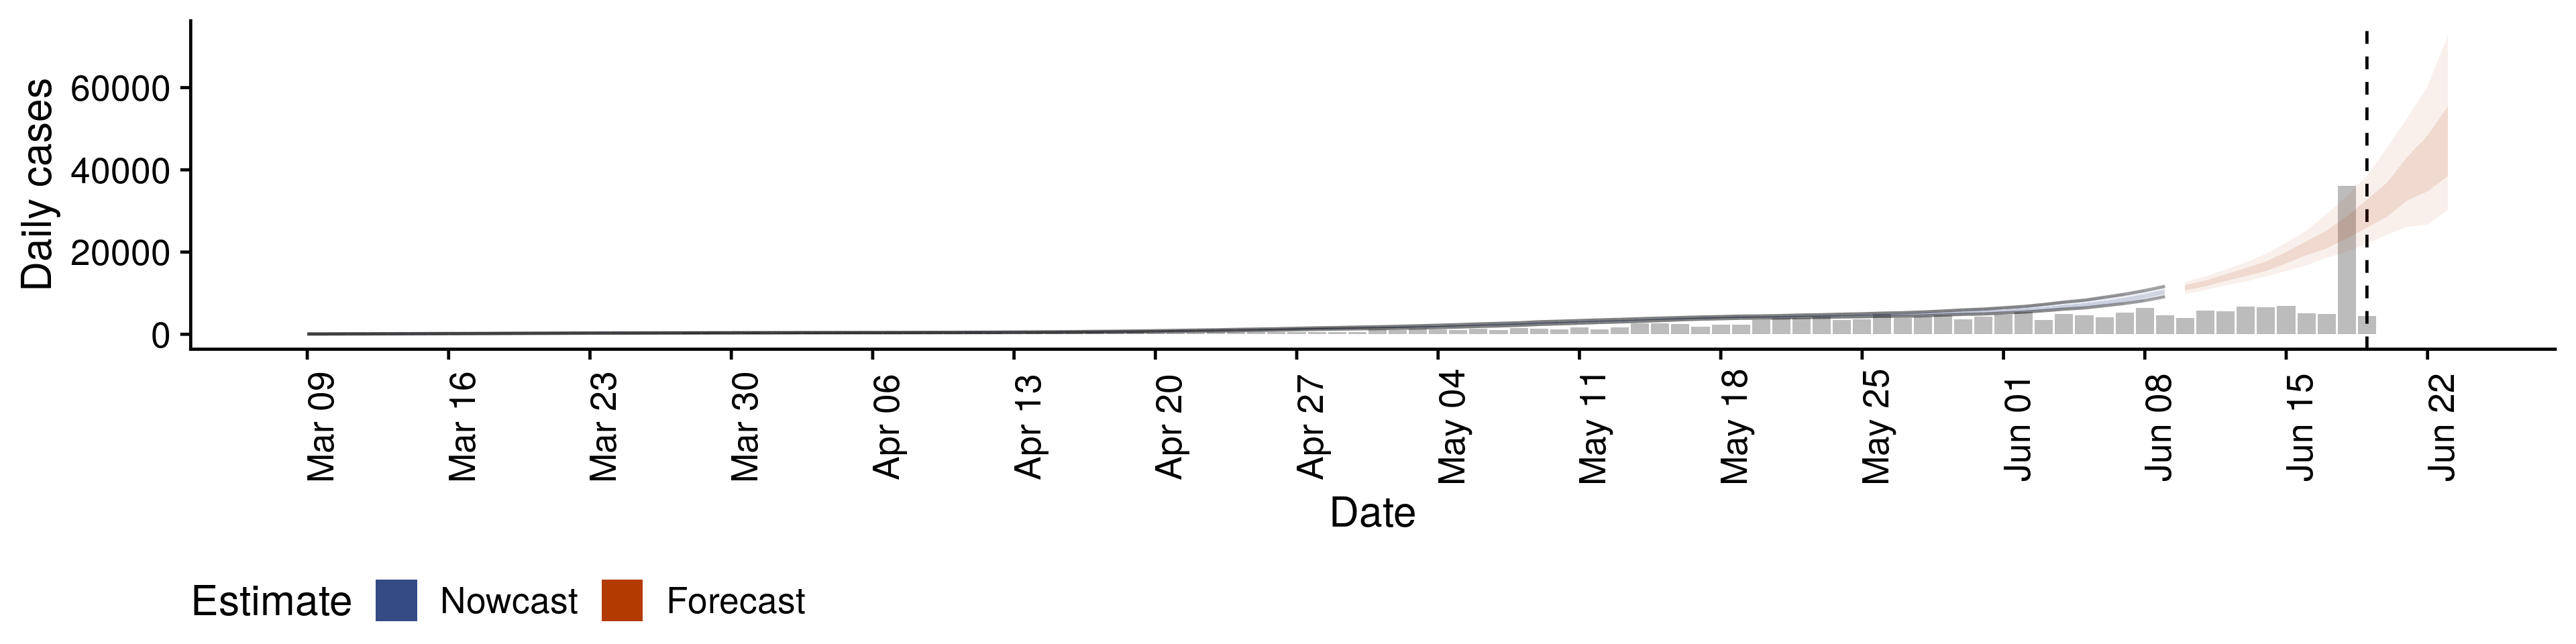 Daily cases
60000
40000
20000
0
Mar 09
Mar 16
Mar 23
Mar 30
Apr 06
Apr 13
Apr 20
Apr 27
May 04
May 11
May 18
May 25
Jun 01
Jun 08
Jun 15
Jun 22
Date
Estimate Nowcast Forecast